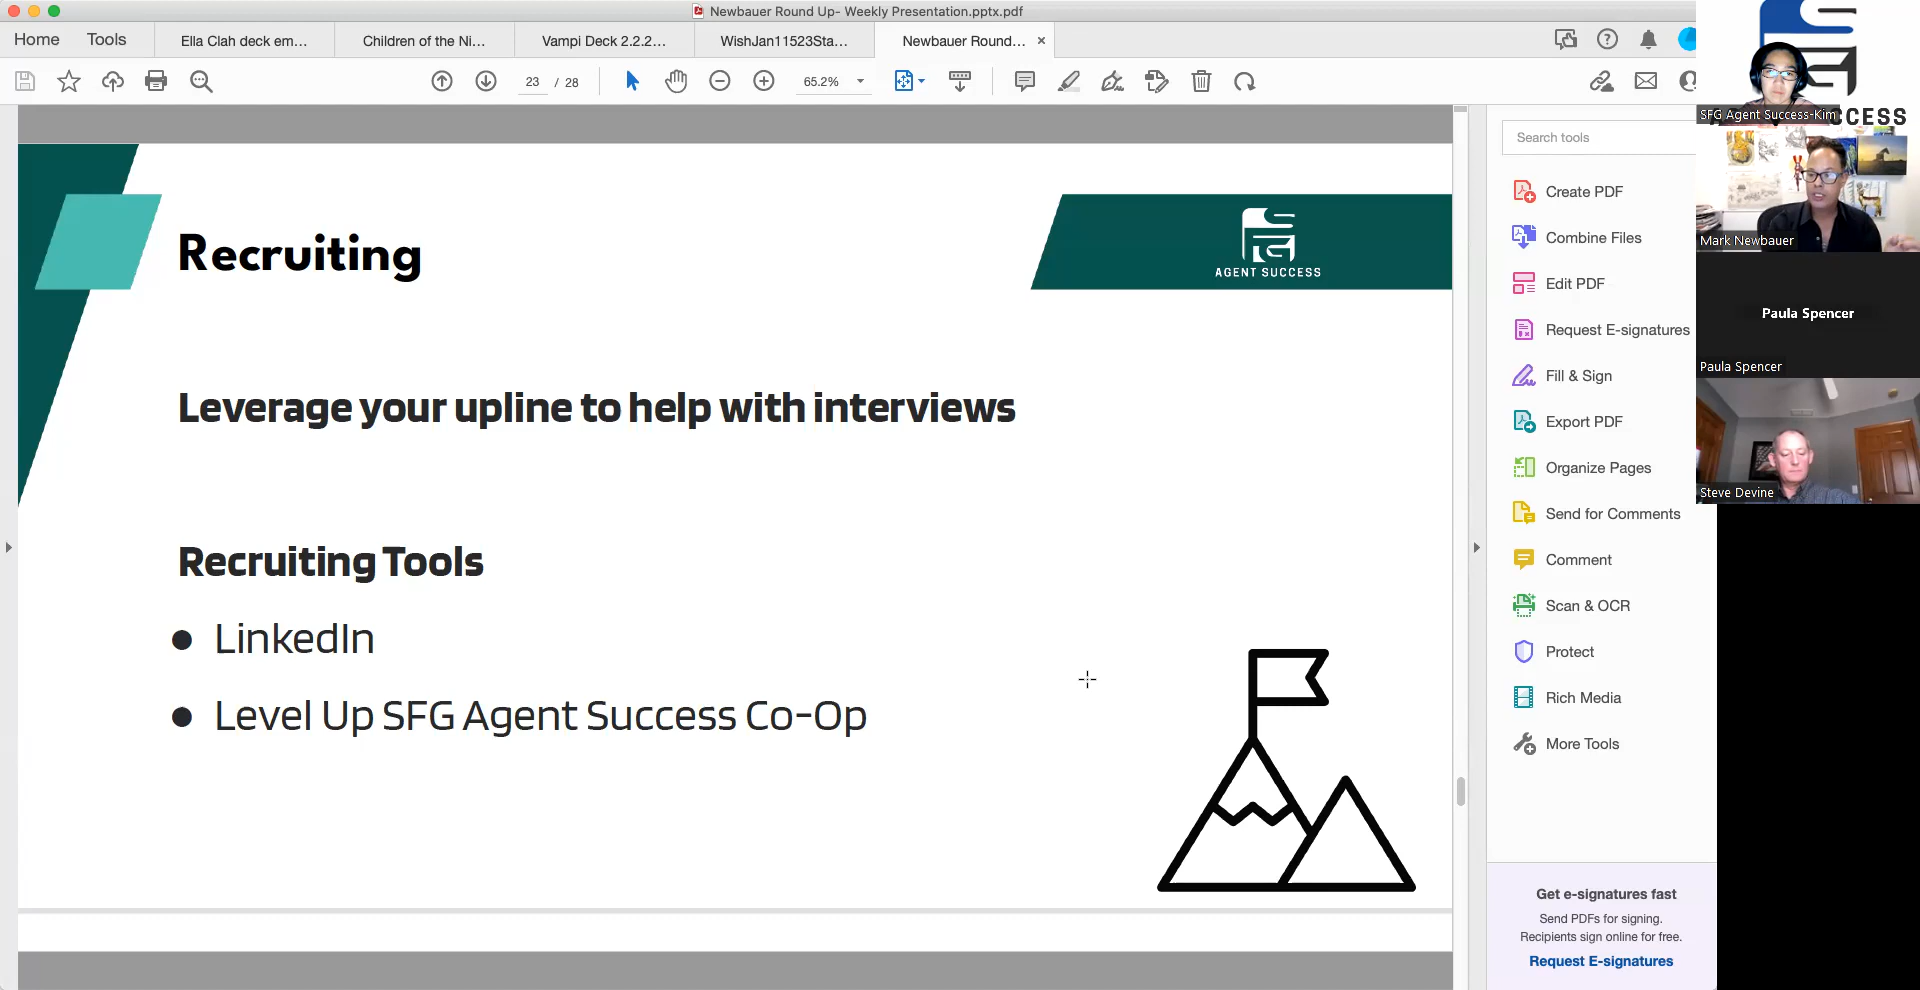 Newbauer Round Up- Weekly Presentation.pptx.pdf
Home
Tools
Ella Clah deck em...
Children of the Ni...
Vampi Deck 2.2.2...
WishJan11523Sta...
Newbauer Round... ×
23 / 28
65.2%
Recruiting
AGENT SUCCESS
Leverage your upline to help with interviews
Recruiting Tools
● LinkedIn
● Level Up SFG Agent Success Co-Op
Search tools
Create PDF
Combine Files
Edit PDF
Request E-signatures
Fill & Sign
Export PDF
Organize Pages
Send for Comments
Comment
Scan & OCR
Protect
Rich Media
More Tools
Get e-signatures fast
Send PDFs for signing.
Recipients sign online for free.
Request E-signatures
SFG Agent Success-Kim
CCESS
Mark Newbauer
Paula Spencer
Paula Spencer
Steve Devine